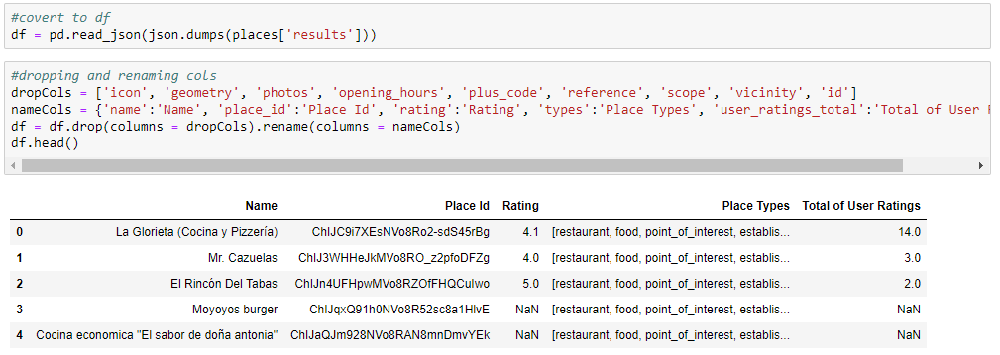 #covert to df
df = pd.read_json(json.dumps(places['results']))
#dropping and renaming cols
dropCols = ['icon', 'geometry', 'photos', 'opening_hours', 'plus_code', 'reference', 'scope', 'vicinity', 'id']
nameCols = {'name':'Name', 'place_id':'Place Id', 'rating':'Rating', 'types':'Place Types', 'user_ratings_total':'Total of User
df = df.drop(columns = dropCols).rename(columns = nameCols)
df.head()
Name Place Id Rating Place Types Total of User Ratings
0 La Glorieta (Cocina y Pizzería) ChIJC9i7XEsNVo8Ro2-sdS45rBg 4.1 [restaurant, food, point_of_interest, establis... 14.0
1 Mr. Cazuelas ChIJ3WHHeJkMVo8RO_z2pfoDFZg 4.0 [restaurant, food, point_of_interest, establis... 3.0
2 El Rincón Del Tabas ChIJn4UFHpwMVo8RZOfFHQCuIwo 5.0 [restaurant, food, point_of_interest, establis... 2.0
3 Moyoyos burger ChIJqxQ91h0NVo8R52sc8a1HIvE NaN [restaurant, food, point_of_interest, establis... NaN
4 Cocina economica "El sabor de doña antonia" ChIJaQJm928NVo8RAN8mnDmvYEk NaN [restaurant, food, point_of_interest, establis... NaN